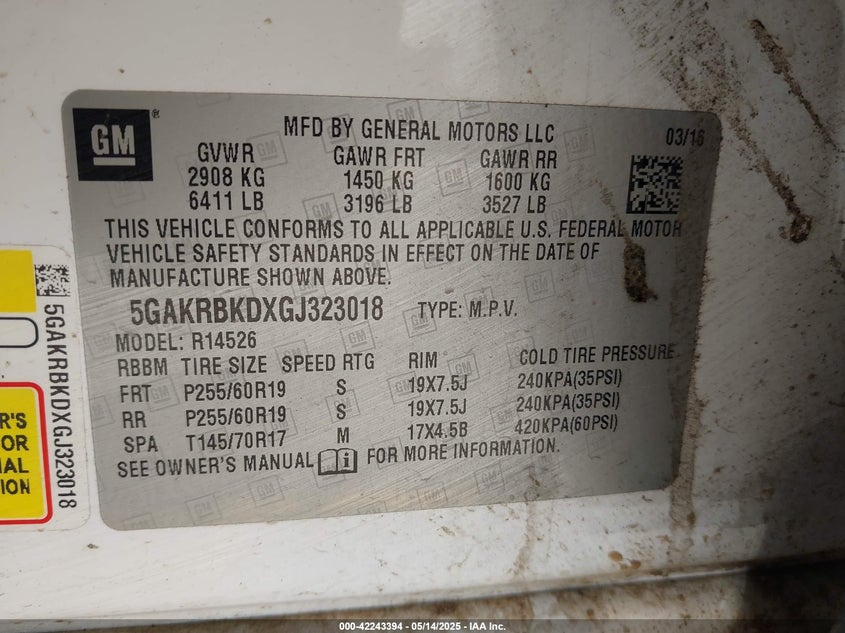 GM
MFD BY GENERAL MOTORS LLC 03/16
GVWR GAWR FRT GAWR RR
2908 KG 1450 KG 1600 KG
6411 LB 3196 LB 3527 LB
THIS VEHICLE CONFORMS TO ALL APPLICABLE U.S. FEDERAL MOTOR
VEHICLE SAFETY STANDARDS IN EFFECT ON THE DATE OF
MANUFACTURE SHOWN ABOVE.
5GAKRBKDXGJ323018 TYPE: M.P.V.
MODEL: R14526
RBBM TIRE SIZE SPEED RTG RIM COLD TIRE PRESSURE
FRT P255/60R19 S 19X7.5J 240KPA(35PSI)
RR P255/60R19 S 19X7.5J 240KPA(35PSI)
SPA T145/70R17 M 17X4.5B 420KPA(60PSI)
SEE OWNER'S MANUAL FOR MORE INFORMATION.
5GAKRBKDXGJ323018
R'S
OR
IAL
ION
000-42243394 - 05/14/2025 - IAA Inc.